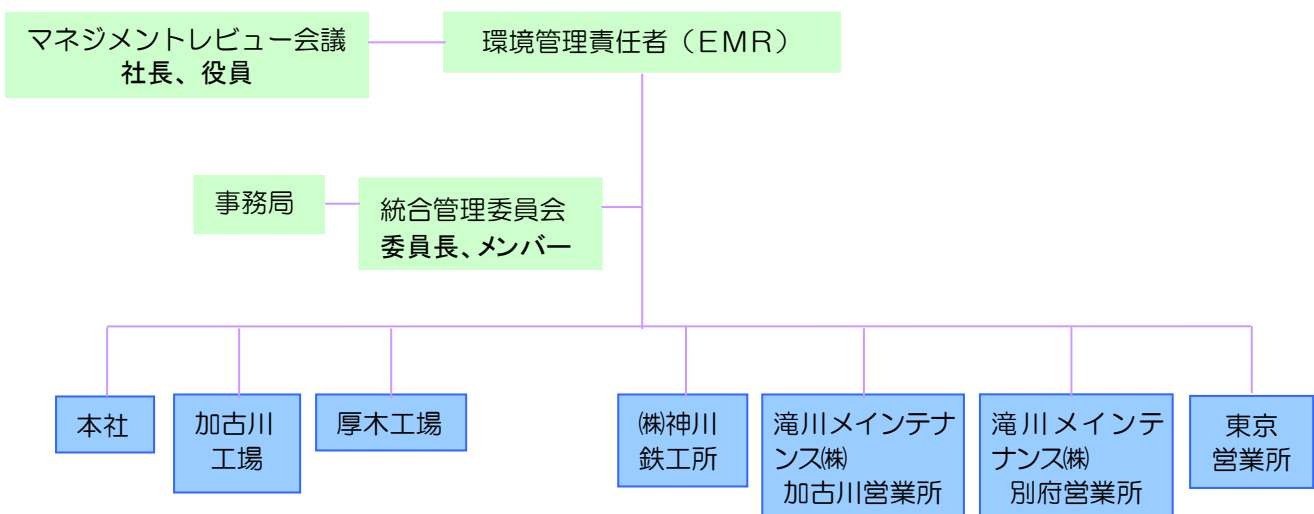 マネジメントレビュー会議
社長、役員
環境管理責任者（ＥＭＲ）
事務局
統合管理委員会
委員長、メンバー
本社
加古川
工場
厚木工場
㈱神川
鉄工所
滝川メインテナ
ンス㈱
加古川営業所
滝川メインテ
ナンス㈱
別府営業所
東京
営業所